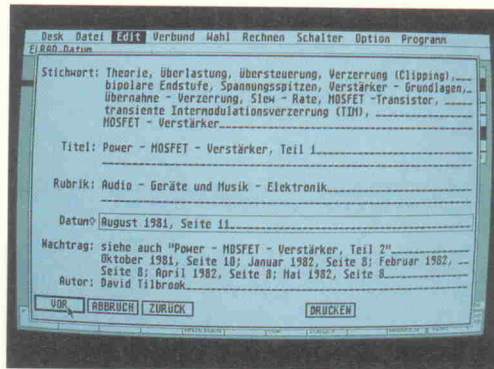 Desk Datei Edit Verbund Wahl Rechnen Schalter Option Programm
ELRAD-Datum
Stichwort: Theorie, Überlastung, Übersteuerung, Verzerrung (Clipping),
bipolare Endstufe, Spannungsspitzen, Verstärker - Grundlagen,
Übernahme - Verzerrung, Slew - Rate, MOSFET -Transistor,
transiente Intermodulationsverzerrung (TIM),
MOSFET - Verstärker
Titel: Power - MOSFET - Verstärker, Teil 1
Rubrik: Audio - Geräte und Musik - Elektronik
Datum: August 1981, Seite 11
Nachtrag: siehe auch "Power - MOSFET - Verstärker, Teil 2"
Oktober 1981, Seite 10; Januar 1982, Seite 8; Februar 1982,
Seite 8; April 1982, Seite 8; Mai 1982, Seite 8
Autor: David Tilbrook
VOR ABBRUCH ZURÜCK DRUCKEN